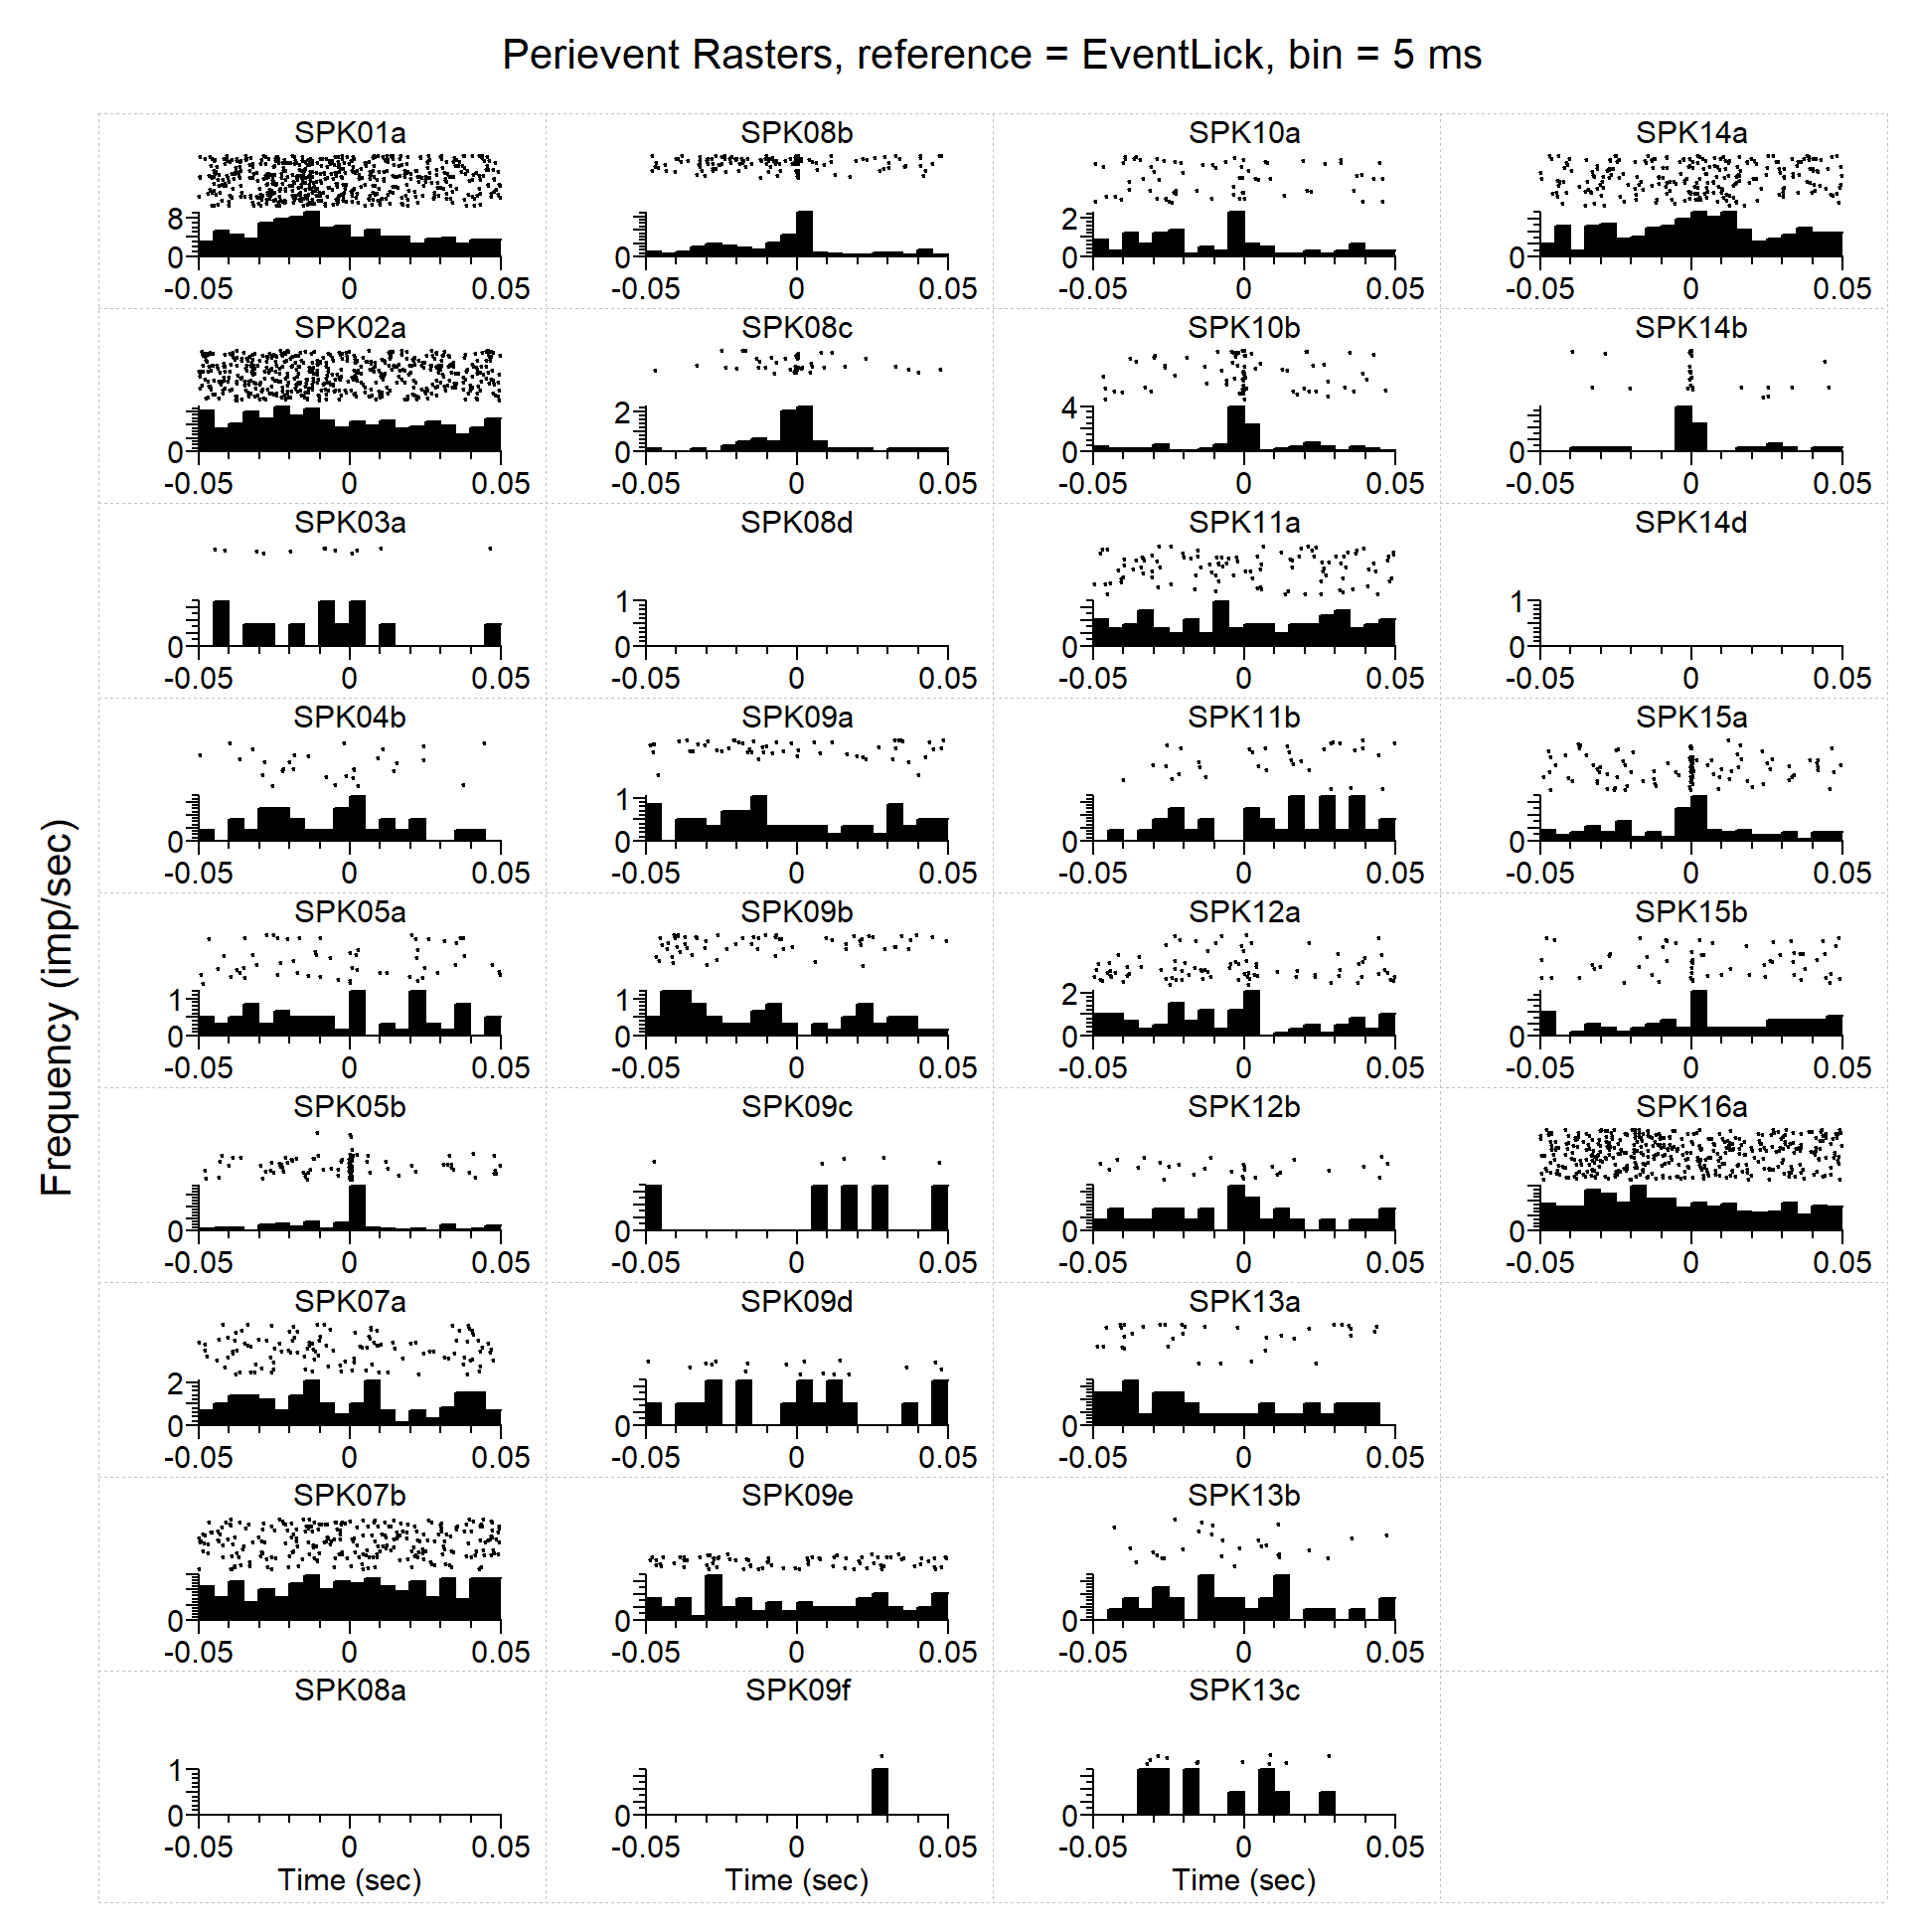 Perievent Rasters, reference = EventLick, bin = 5 ms
Frequency (imp/sec)
SPK01a
8
0
-0.05 0 0.05
SPK02a
0
-0.05 0 0.05
SPK03a
0
-0.05 0 0.05
SPK04b
0
-0.05 0 0.05
SPK05a
1
0
-0.05 0 0.05
SPK05b
0
-0.05 0 0.05
SPK07a
2
0
-0.05 0 0.05
SPK07b
0
-0.05 0 0.05
SPK08a
1
0
-0.05 0 0.05
Time (sec)
SPK08b
0
-0.05 0 0.05
SPK08c
2
0
-0.05 0 0.05
SPK08d
1
0
-0.05 0 0.05
SPK09a
1
0
-0.05 0 0.05
SPK09b
1
0
-0.05 0 0.05
SPK09c
0
-0.05 0 0.05
SPK09d
0
-0.05 0 0.05
SPK09e
0
-0.05 0 0.05
SPK09f
0
-0.05 0 0.05
Time (sec)
SPK10a
2
0
-0.05 0 0.05
SPK10b
4
0
-0.05 0 0.05
SPK11a
0
-0.05 0 0.05
SPK11b
0
-0.05 0 0.05
SPK12a
2
0
-0.05 0 0.05
SPK12b
0
-0.05 0 0.05
SPK13a
0
-0.05 0 0.05
SPK13b
0
-0.05 0 0.05
SPK13c
0
-0.05 0 0.05
Time (sec)
SPK14a
0
-0.05 0 0.05
SPK14b
0
-0.05 0 0.05
SPK14d
1
0
-0.05 0 0.05
SPK15a
0
-0.05 0 0.05
SPK15b
0
-0.05 0 0.05
SPK16a
0
-0.05 0 0.05